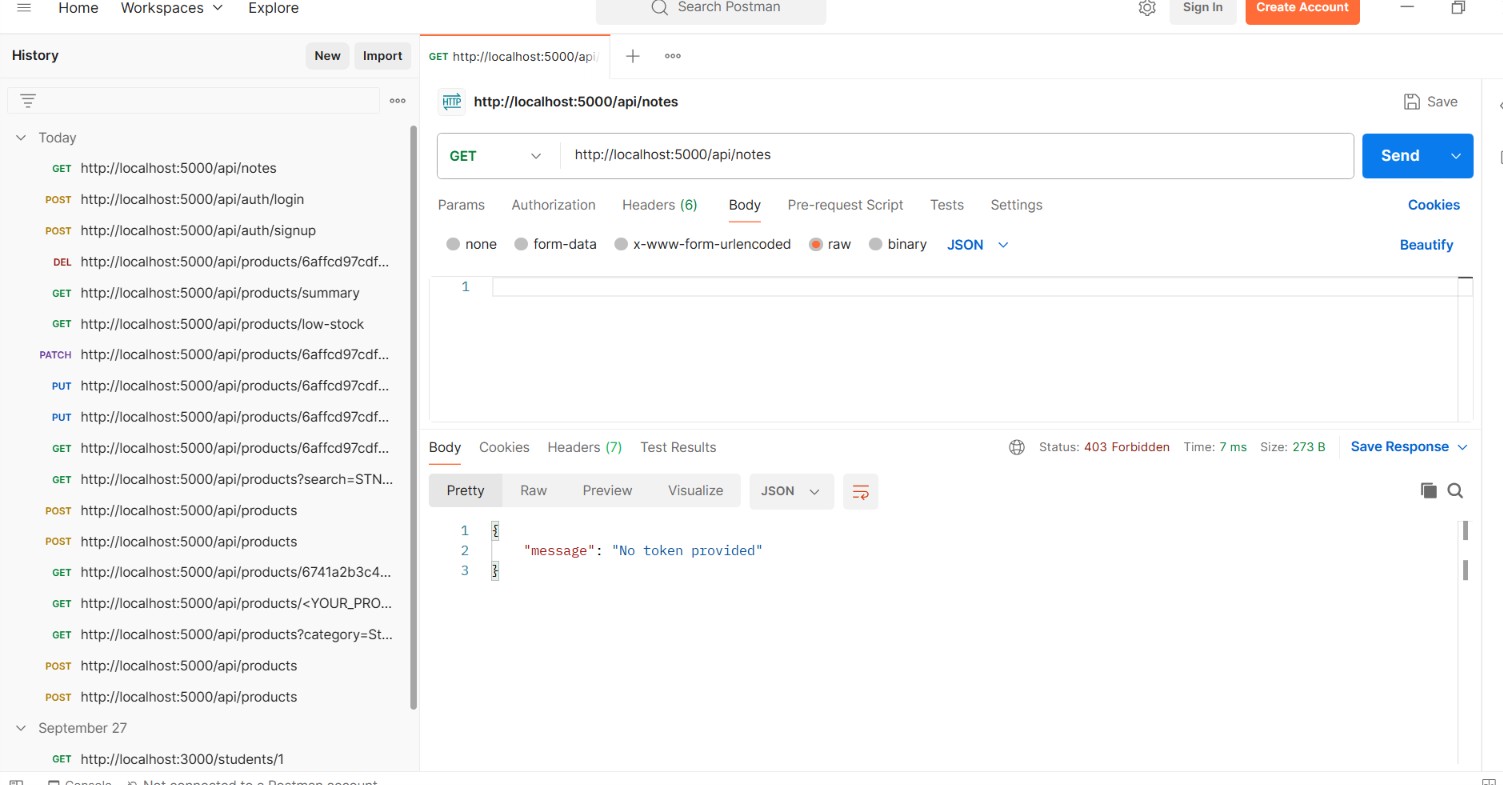 Home Workspaces Explore Search Postman Sign In Create Account
History New Import
GET http://localhost:5000/api/
Today
GET http://localhost:5000/api/notes
POST http://localhost:5000/api/auth/login
POST http://localhost:5000/api/auth/signup
DEL http://localhost:5000/api/products/6affcd97cdf...
GET http://localhost:5000/api/products/summary
GET http://localhost:5000/api/products/low-stock
PATCH http://localhost:5000/api/products/6affcd97cdf...
PUT http://localhost:5000/api/products/6affcd97cdf...
PUT http://localhost:5000/api/products/6affcd97cdf...
GET http://localhost:5000/api/products/6affcd97cdf...
GET http://localhost:5000/api/products?search=STN...
POST http://localhost:5000/api/products
POST http://localhost:5000/api/products
GET http://localhost:5000/api/products/6741a2b3c4...
GET http://localhost:5000/api/products/<YOUR_PRO...
GET http://localhost:5000/api/products?category=St...
POST http://localhost:5000/api/products
POST http://localhost:5000/api/products
September 27
GET http://localhost:3000/students/1
HTTP http://localhost:5000/api/notes Save
GET http://localhost:5000/api/notes Send
Params Authorization Headers (6) Body Pre-request Script Tests Settings Cookies
none form-data x-www-form-urlencoded raw binary JSON Beautify
1
Body Cookies Headers (7) Test Results Status: 403 Forbidden Time: 7 ms Size: 273 B Save Response
Pretty Raw Preview Visualize JSON
1 {
2 "message": "No token provided"
3 }
Console Not connected to a Postman account